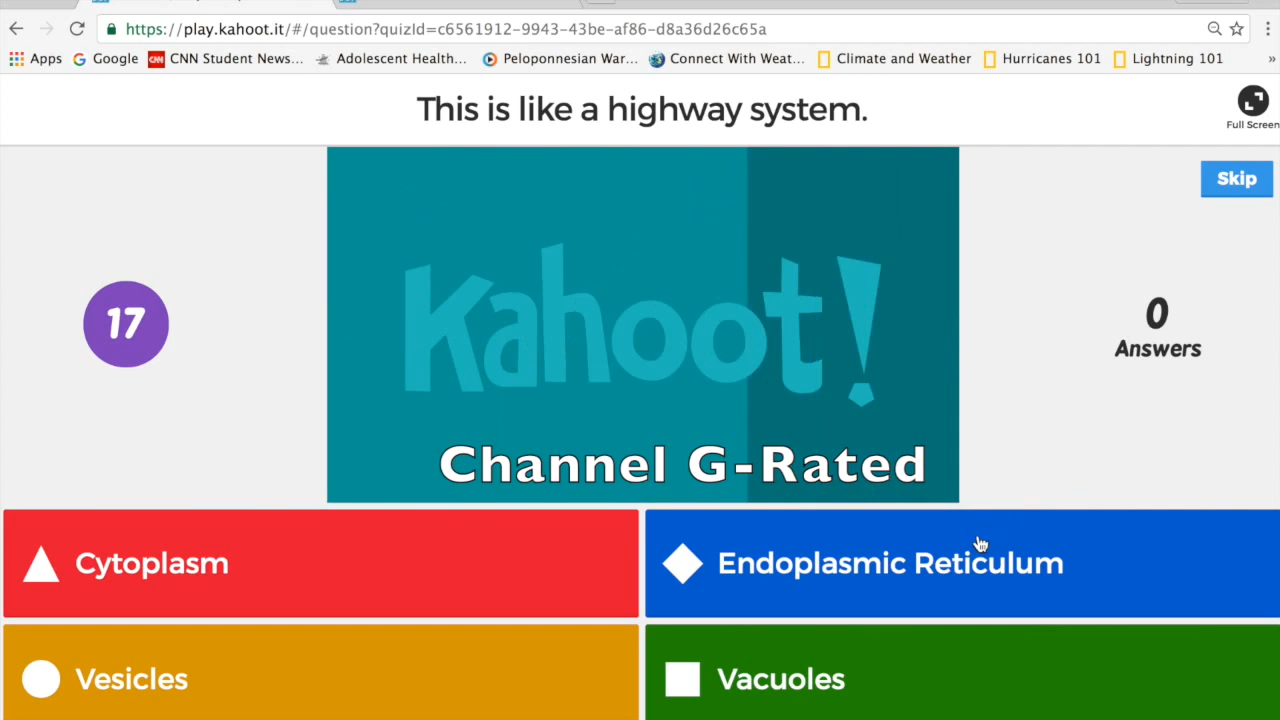 https://play.kahoot.it/#/question?quizId=c6561912-9943-43be-af86-d8a36d26c65a
Apps Google CNN Student News... Adolescent Health... Peloponnesian War... Connect With Weat... Climate and Weather Hurricanes 101 Lightning 101 »
This is like a highway system.
Full Screen
Skip
17
Kahoot!
0
Answers
Channel G-Rated
Cytoplasm
Endoplasmic Reticulum
Vesicles
Vacuoles